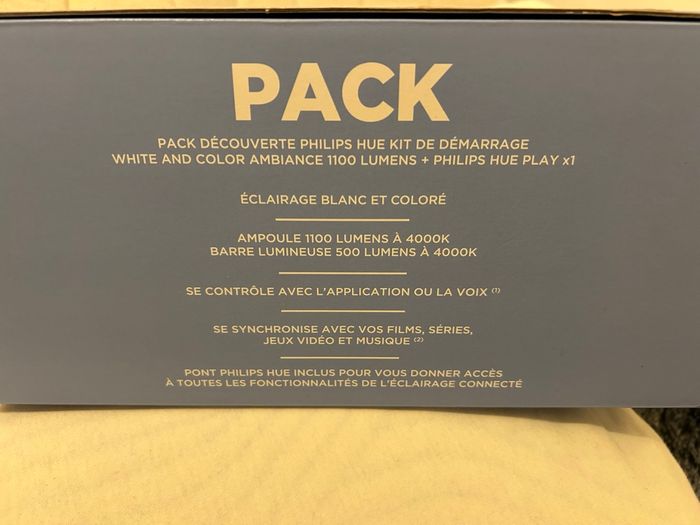 PACK
PACK DÉCOUVERTE PHILIPS HUE KIT DE DÉMARRAGE
WHITE AND COLOR AMBIANCE 1100 LUMENS + PHILIPS HUE PLAY x1
ÉCLAIRAGE BLANC ET COLORÉ
AMPOULE 1100 LUMENS À 4000K
BARRE LUMINEUSE 500 LUMENS À 4000K
SE CONTRÔLE AVEC L'APPLICATION OU LA VOIX (1)
SE SYNCHRONISE AVEC VOS FILMS, SÉRIES,
JEUX VIDÉO ET MUSIQUE (2)
PONT PHILIPS HUE INCLUS POUR VOUS DONNER ACCÈS
À TOUTES LES FONCTIONNALITÉS DE L'ÉCLAIRAGE CONNECTÉ